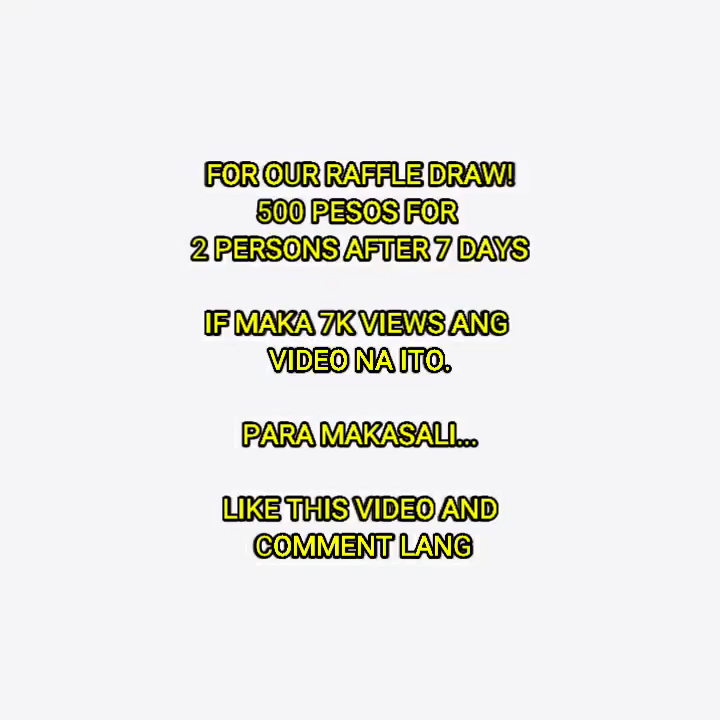 FOR OUR RAFFLE DRAW!
500 PESOS FOR
2 PERSONS AFTER 7 DAYS
IF MAKA 7K VIEWS ANG
VIDEO NA ITO.
PARA MAKASALI...
LIKE THIS VIDEO AND
COMMENT LANG